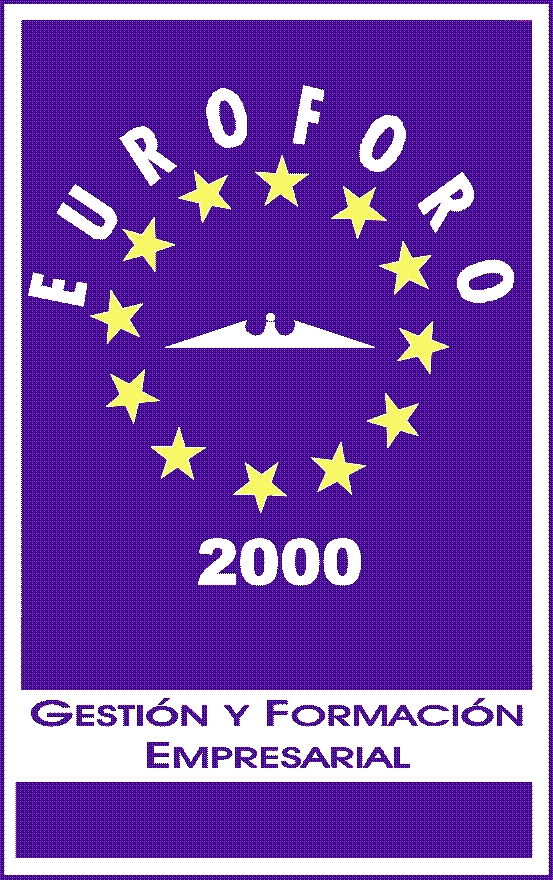 EUROFORO
2000
GESTIÓN Y FORMACIÓN
EMPRESARIAL